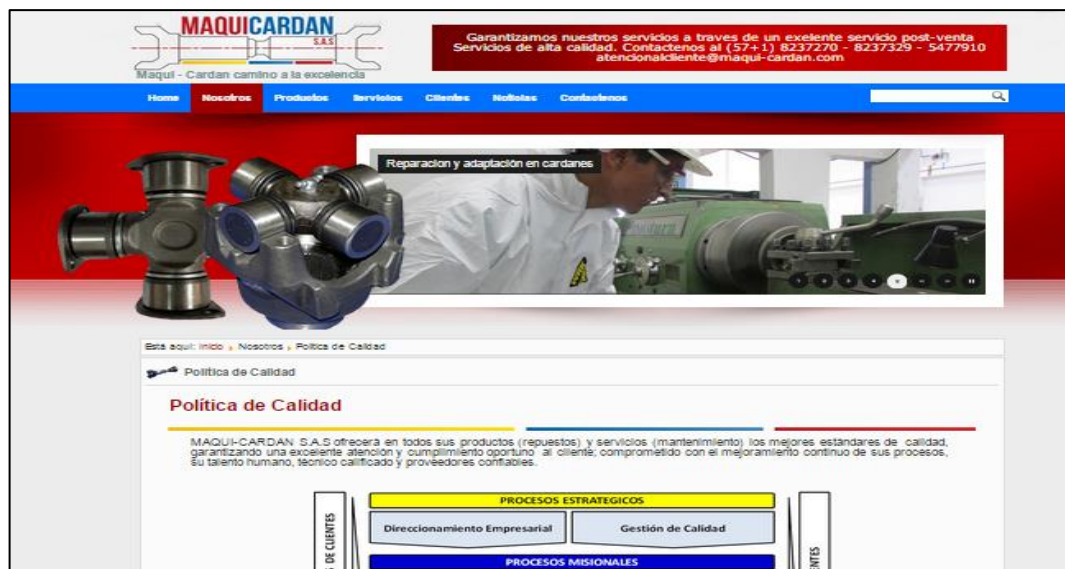 MAQUICARDAN
S.A.S
Maqui - Cardan camino a la excelencia
Garantizamos nuestros servicios a traves de un exelente servicio post-venta
Servicios de alta calidad. Contactenos al (57+1) 8237270 - 8237329 - 5477910
atencionalcliente@maqui-cardan.com
Home Nosotros Productos Servicios Clientes Noticias Contactenos
Reparacion y adaptación en cardanes
Está aquí: Inicio Nosotros Política de Calidad
Política de Calidad
Política de Calidad
MAQUI-CARDAN S.A.S ofrecerá en todos sus productos (repuestos) y servicios (mantenimiento) los mejores estándares de calidad,
garantizando una excelente atención y cumplimiento oportuno al cliente; comprometido con el mejoramiento continuo de sus procesos,
su talento humano, técnico calificado y proveedores confiables.
PROCESOS ESTRATEGICOS
Direccionamiento Empresarial Gestión de Calidad
PROCESOS MISIONALES
DE CLIENTES